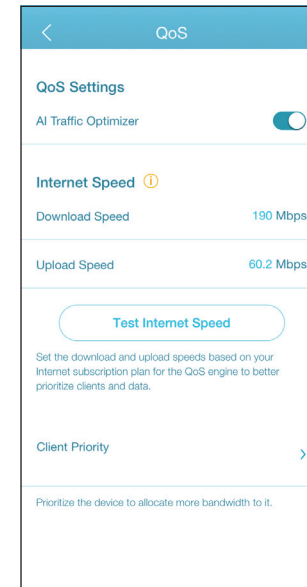 QoS
QoS Settings
AI Traffic Optimizer
Internet Speed
Download Speed 190 Mbps
Upload Speed 60.2 Mbps
Test Internet Speed
Set the download and upload speeds based on your
Internet subscription plan for the QoS engine to better
prioritize clients and data.
Client Priority
Prioritize the device to allocate more bandwidth to it.